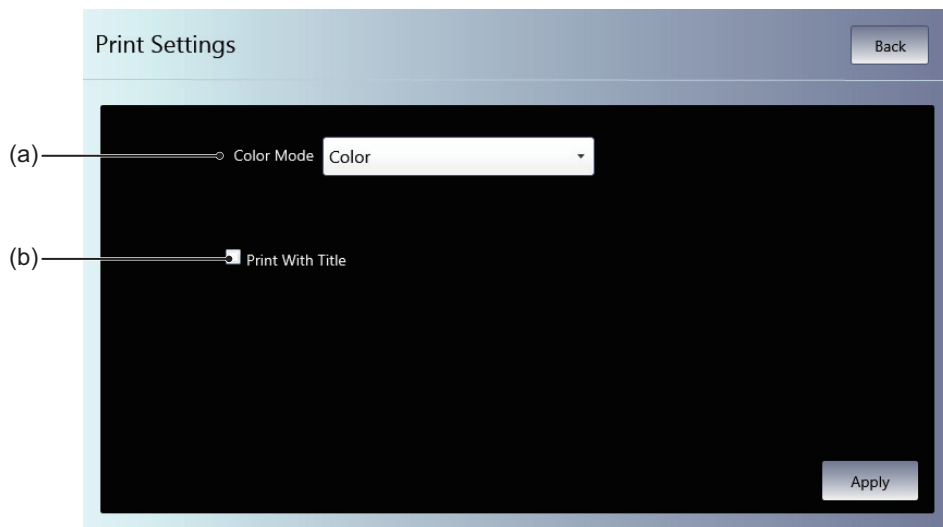 Print Settings
Back
(a)
Color Mode
Color
(b)
Print With Title
Apply